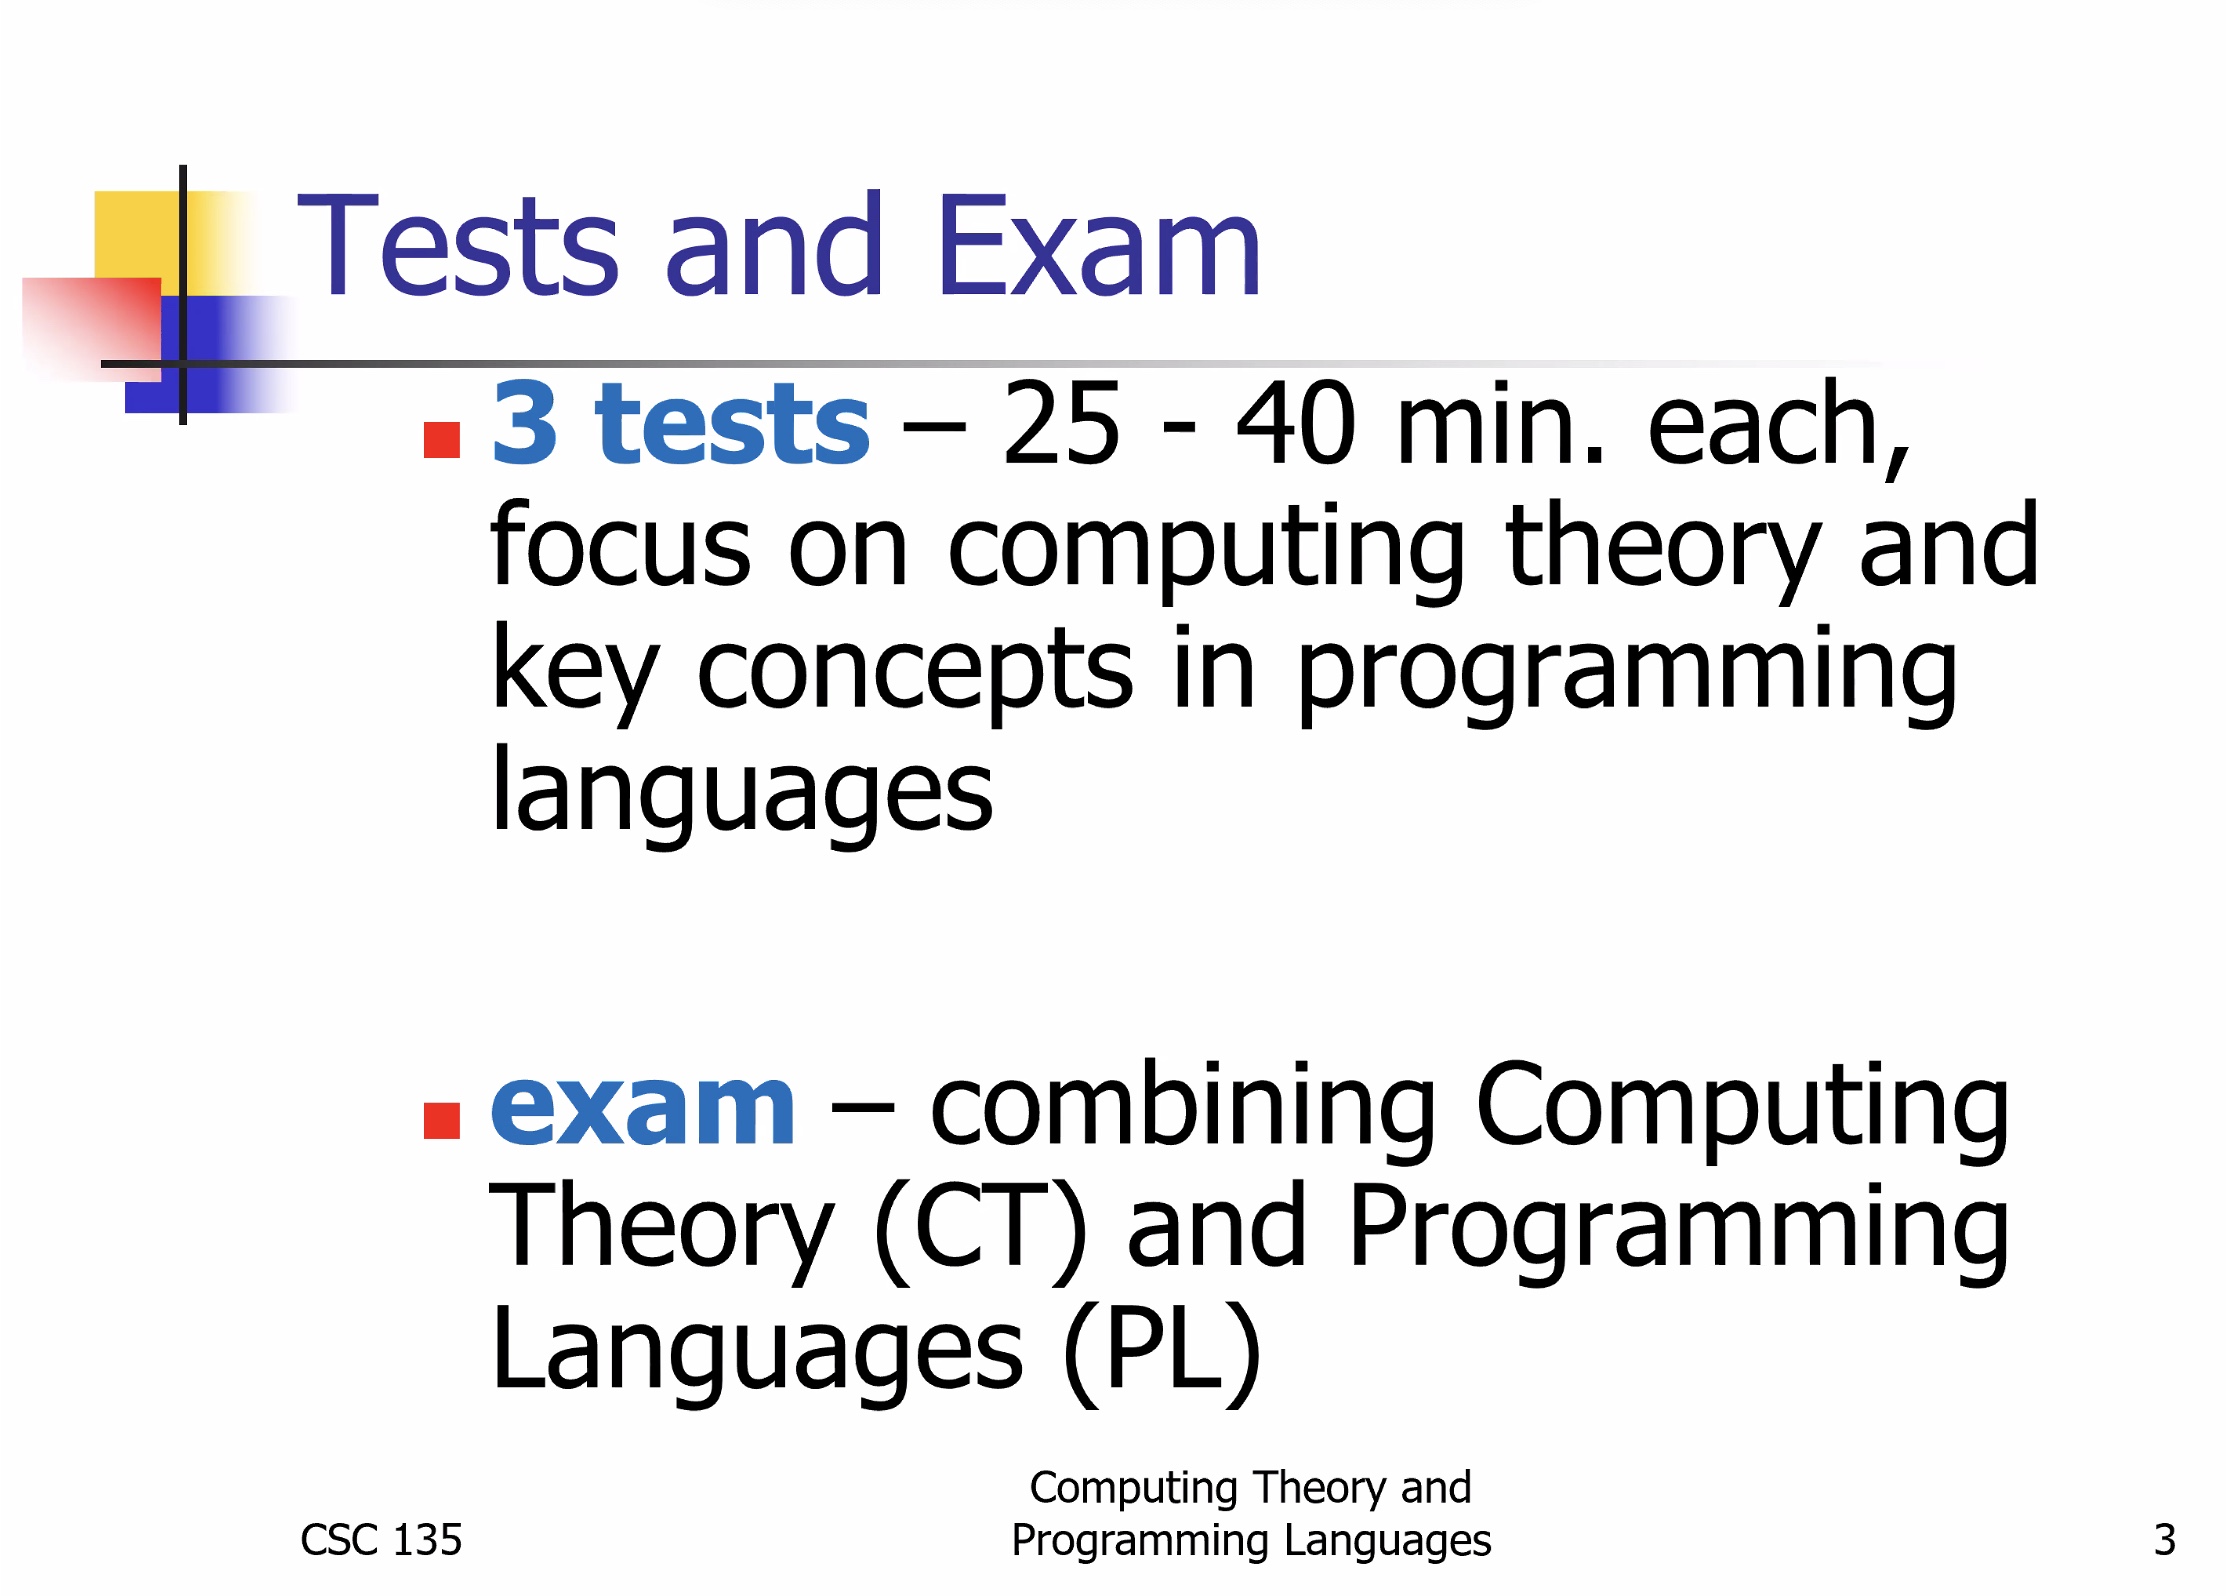 Tests and Exam
3 tests – 25 - 40 min. each,
focus on computing theory and
key concepts in programming
languages
exam – combining Computing
Theory (CT) and Programming
Languages (PL)
CSC 135
Computing Theory and
Programming Languages
3